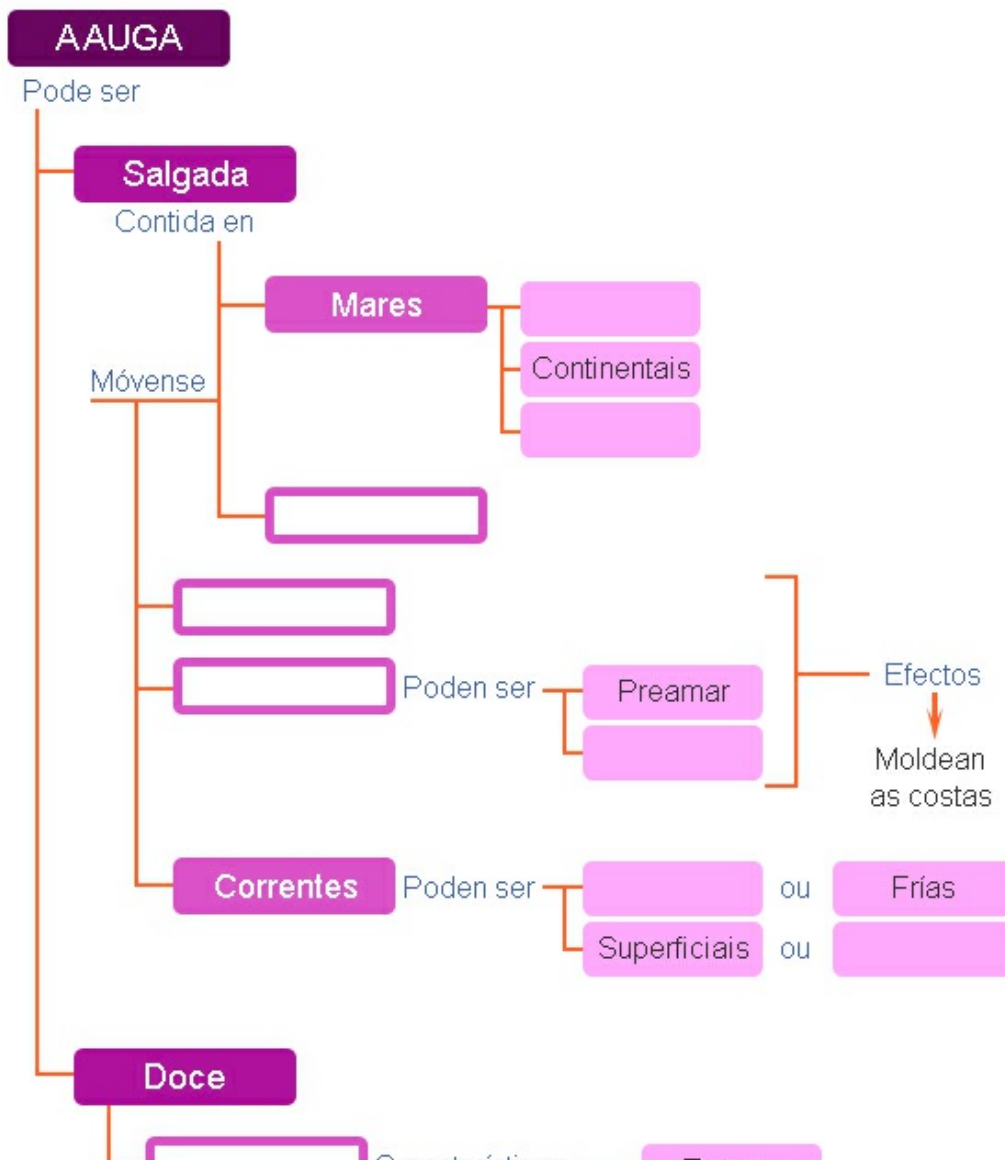 A AUGA
Pode ser
Salgada
Contida en
Mares
Continentais
Móvense
Poden ser
Preamar
Efectos
Moldean
as costas
Correntes
Poden ser
ou
Frías
Superficiais
ou
Doce